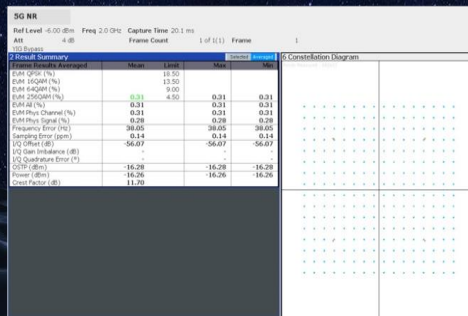 5G NR
Ref Level -6.00 dBm Freq 2.0 GHz Capture Time 20.1 ms
Att 4 dB Frame Count 1 of 1(1) Frame 1
YIG Bypass
2 Result Summary Selected Averaged
Frame Results Averaged Mean Limit Max Min
EVM QPSK (%) 18.50
EVM 16QAM (%) 13.50
EVM 64QAM (%) 9.00
EVM 256QAM (%) 0.31 4.50 0.31 0.31
EVM All (%) 0.31 0.31 0.31
EVM Phys Channel (%) 0.31 0.31 0.31
EVM Phys Signal (%) 0.28 0.28 0.28
Frequency Error (Hz) 38.05 38.05 38.05
Sampling Error (ppm) 0.14 0.14 0.14
I/Q Offset (dB) -56.07 -56.07 -56.07
I/Q Gain Imbalance (dB) - - -
I/Q Quadrature Error (°) - - -
OSTP (dBm) -16.28 -16.28 -16.28
Power (dBm) -16.26 -16.26 -16.26
Crest Factor (dB) 11.70
6 Constellation Diagram